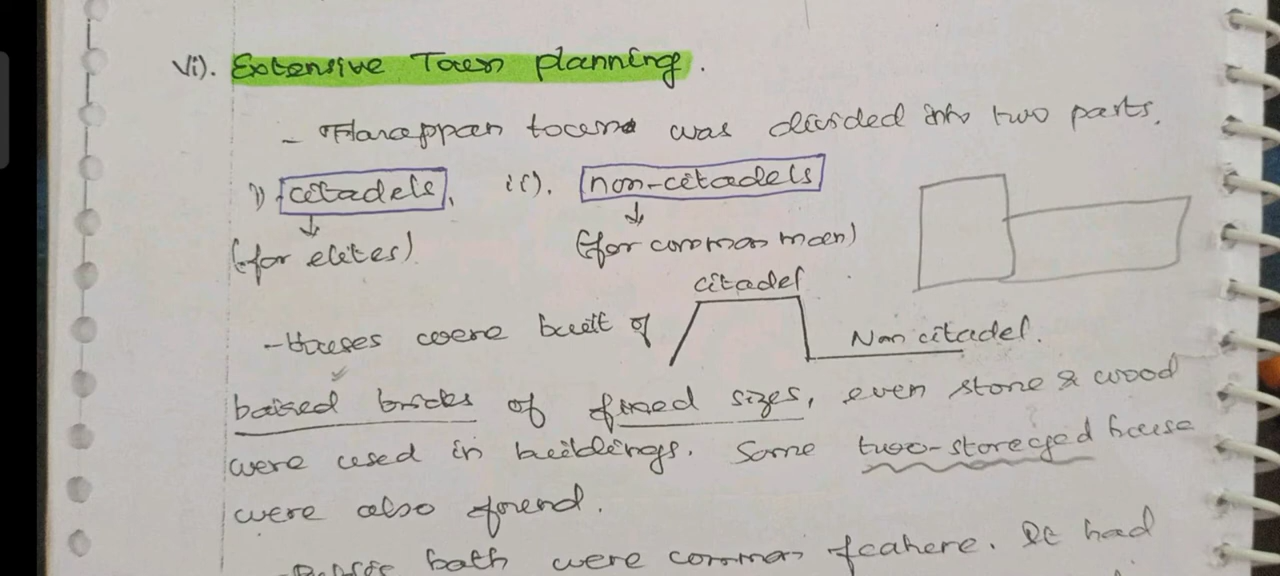 vi). Extensive Town planning.
- Harappan town was divided into two parts.
i) citadels, ii). non-citadels
(for elites) (for common men)
citadel
- Houses were built of
Non citadel.
baised bricks of fixed sizes, even stone & wood
were used in buildings. Some two-storeyed house
were also found.
bath were common feature. It had